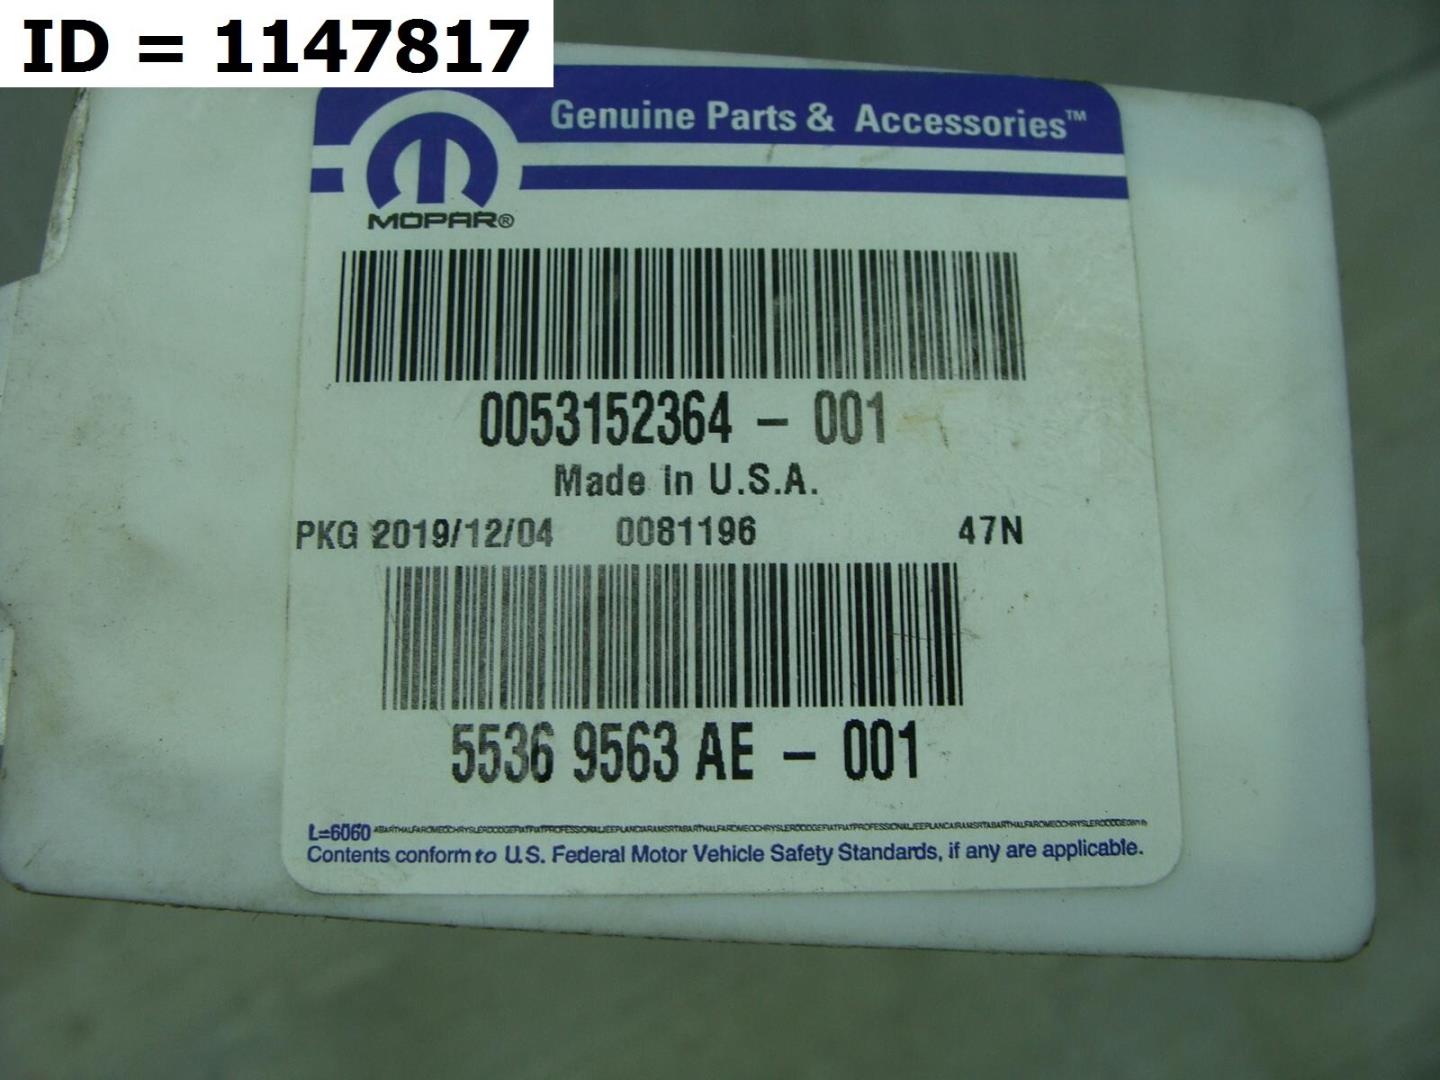 ID = 1147817
Genuine Parts & Accessories™
MOPAR®
0053152364 - 001
Made in U.S.A.
PKG 2019/12/04 0081196 47N
5536 9563 AE - 001
L=6060
Contents conform to U.S. Federal Motor Vehicle Safety Standards, if any are applicable.